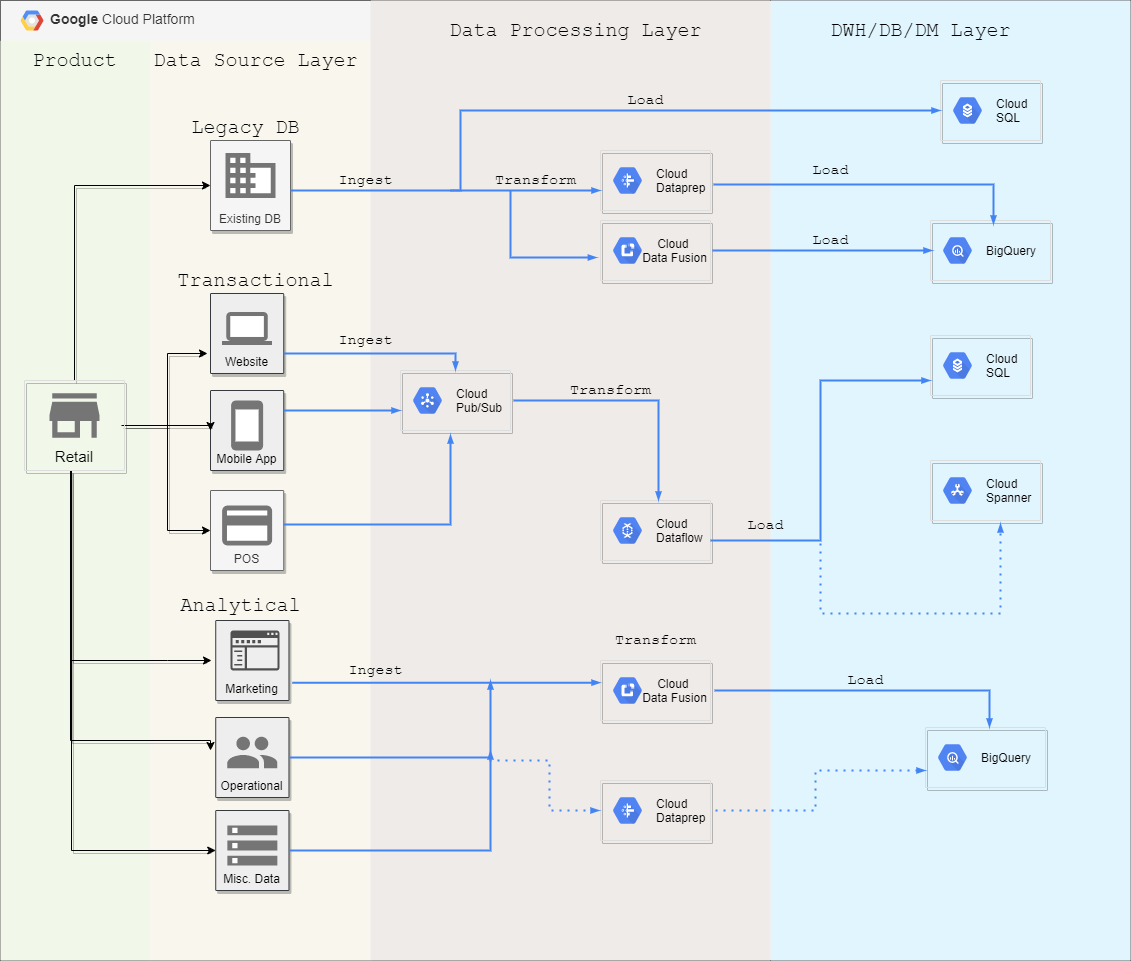 Google Cloud Platform
Product
Data Source Layer
Data Processing Layer
DWH/DB/DM Layer
Legacy DB
Existing DB
Ingest
Load
Transform
Cloud
Dataprep
Cloud
Data Fusion
Load
Load
Cloud
SQL
BigQuery
Transactional
Website
Mobile App
POS
Retail
Ingest
Cloud
Pub/Sub
Transform
Cloud
Dataflow
Load
Cloud
SQL
Cloud
Spanner
Analytical
Marketing
Operational
Misc. Data
Ingest
Transform
Cloud
Data Fusion
Cloud
Dataprep
Load
BigQuery